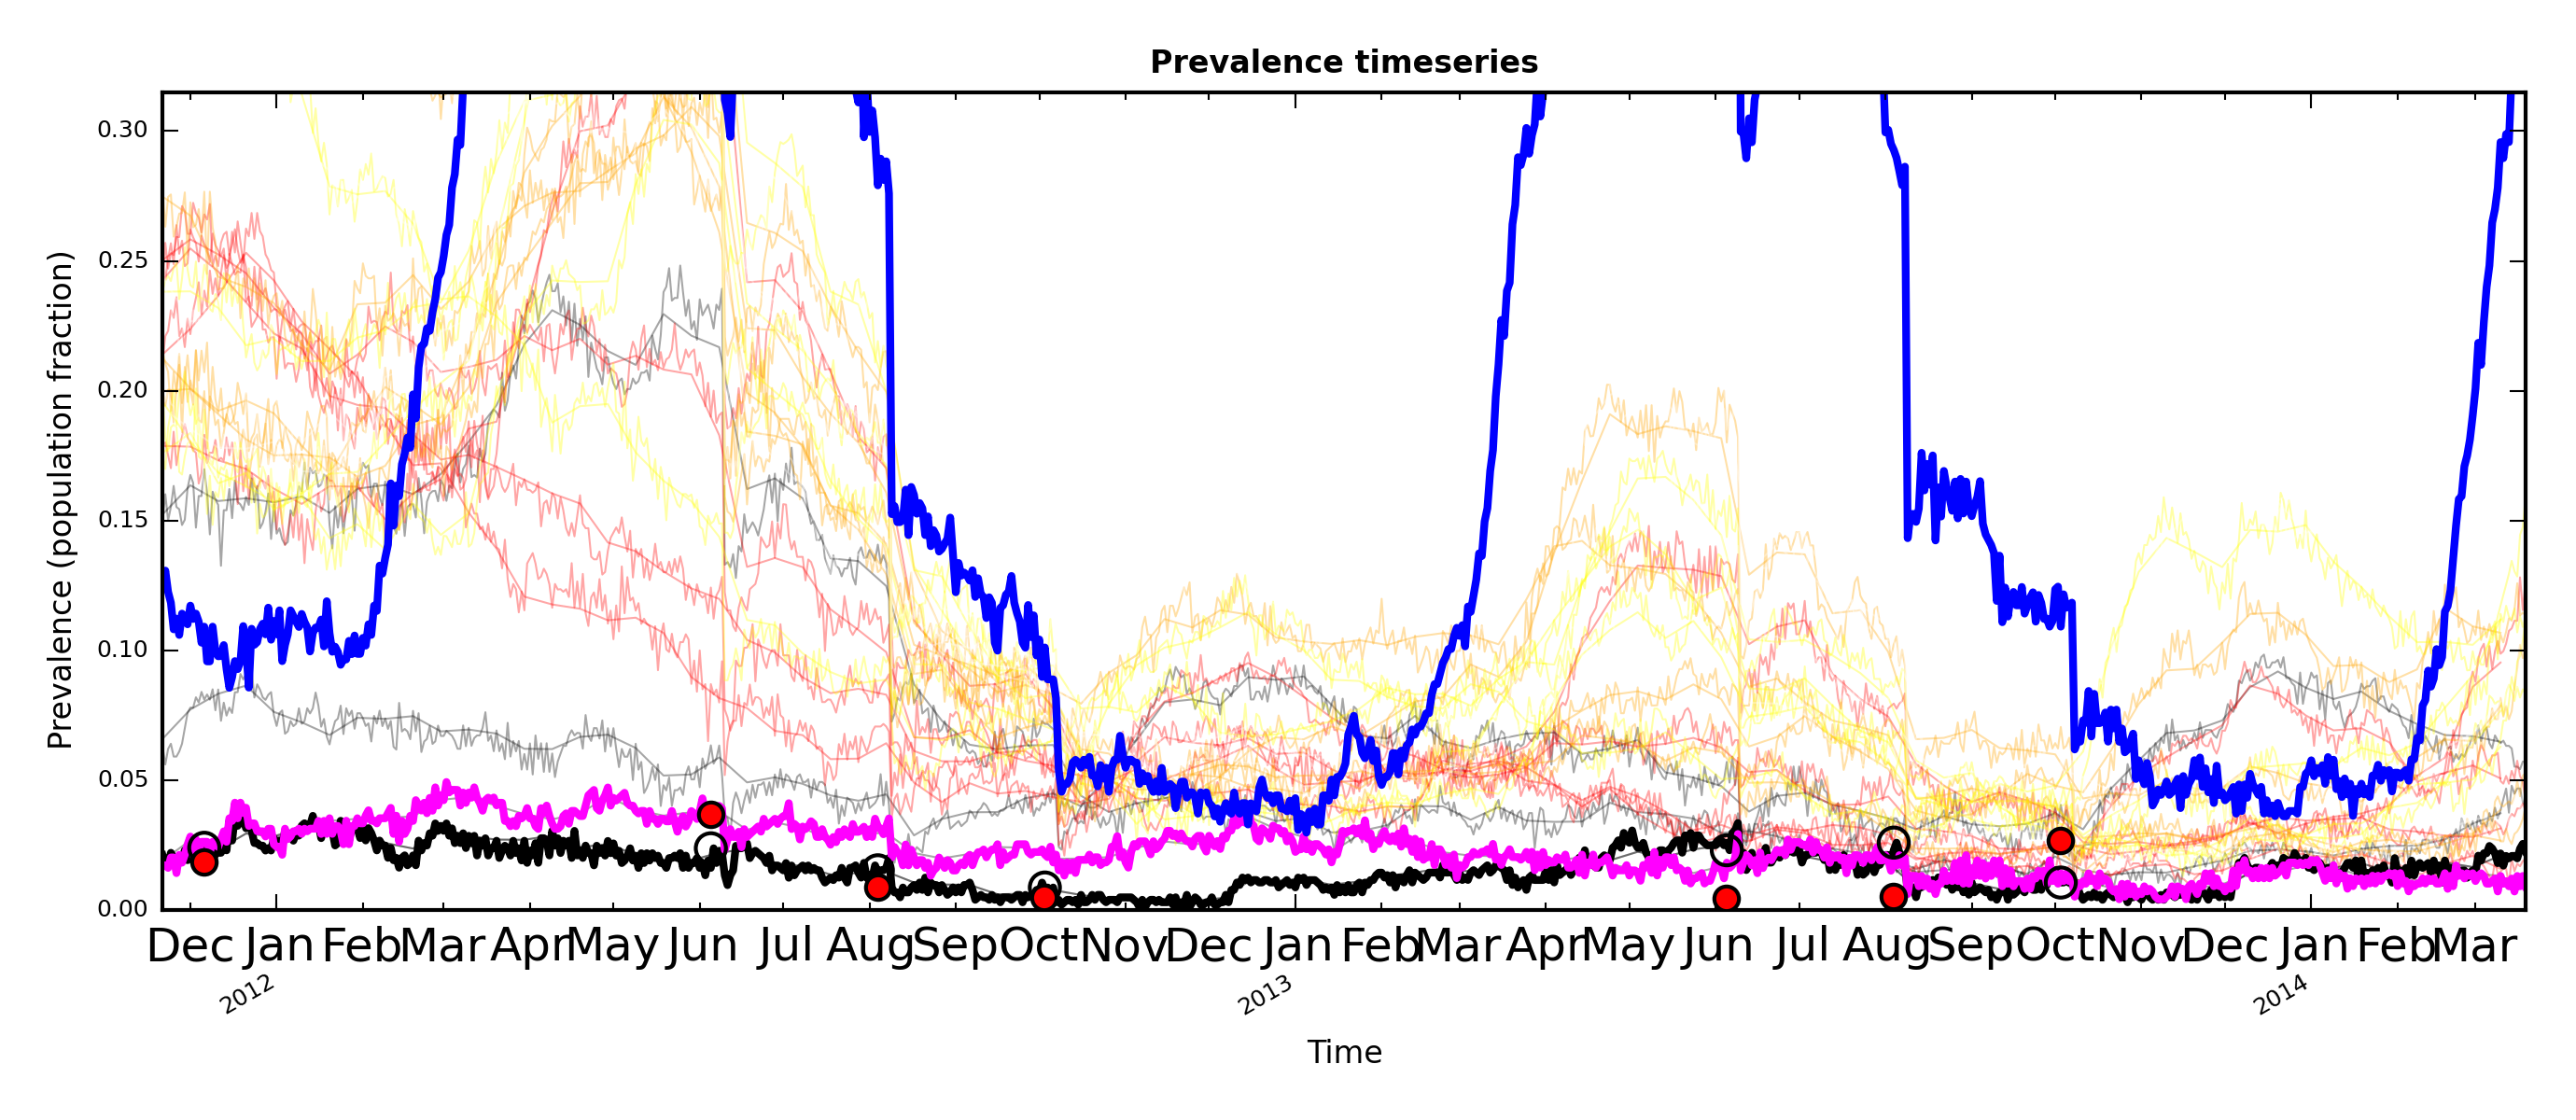 Prevalence timeseries
Prevalence (population fraction)
0.30
0.25
0.20
0.15
0.10
0.05
0.00
Dec Jan Feb Mar Apr May Jun Jul Aug Sep Oct Nov Dec Jan Feb Mar Apr May Jun Jul Aug Sep Oct Nov Dec Jan Feb Mar
2012 2013 2014
Time